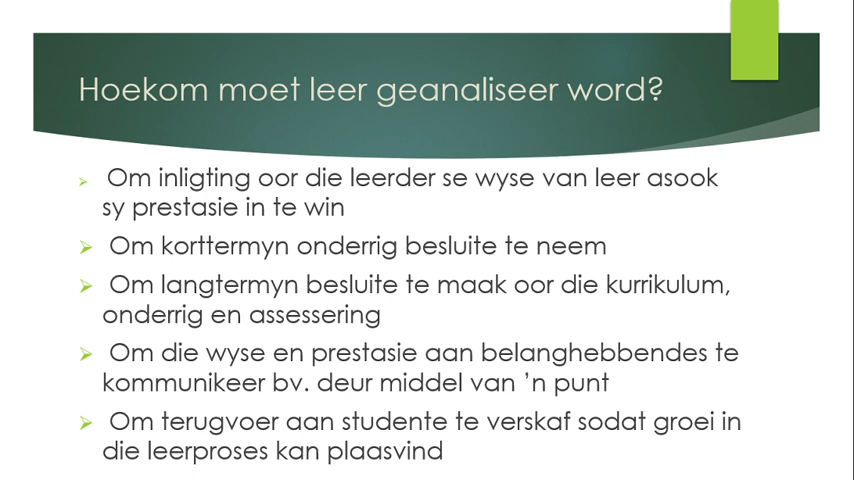 Hoekom moet leer geanaliseer word?
Om inligting oor die leerder se wyse van leer asook
sy prestasie in te win
Om korttermyn onderrig besluite te neem
Om langtermyn besluite te maak oor die kurrikulum,
onderrig en assessering
Om die wyse en prestasie aan belanghebbendes te
kommunikeer bv. deur middel van ’n punt
Om terugvoer aan studente te verskaf sodat groei in
die leerproses kan plaasvind